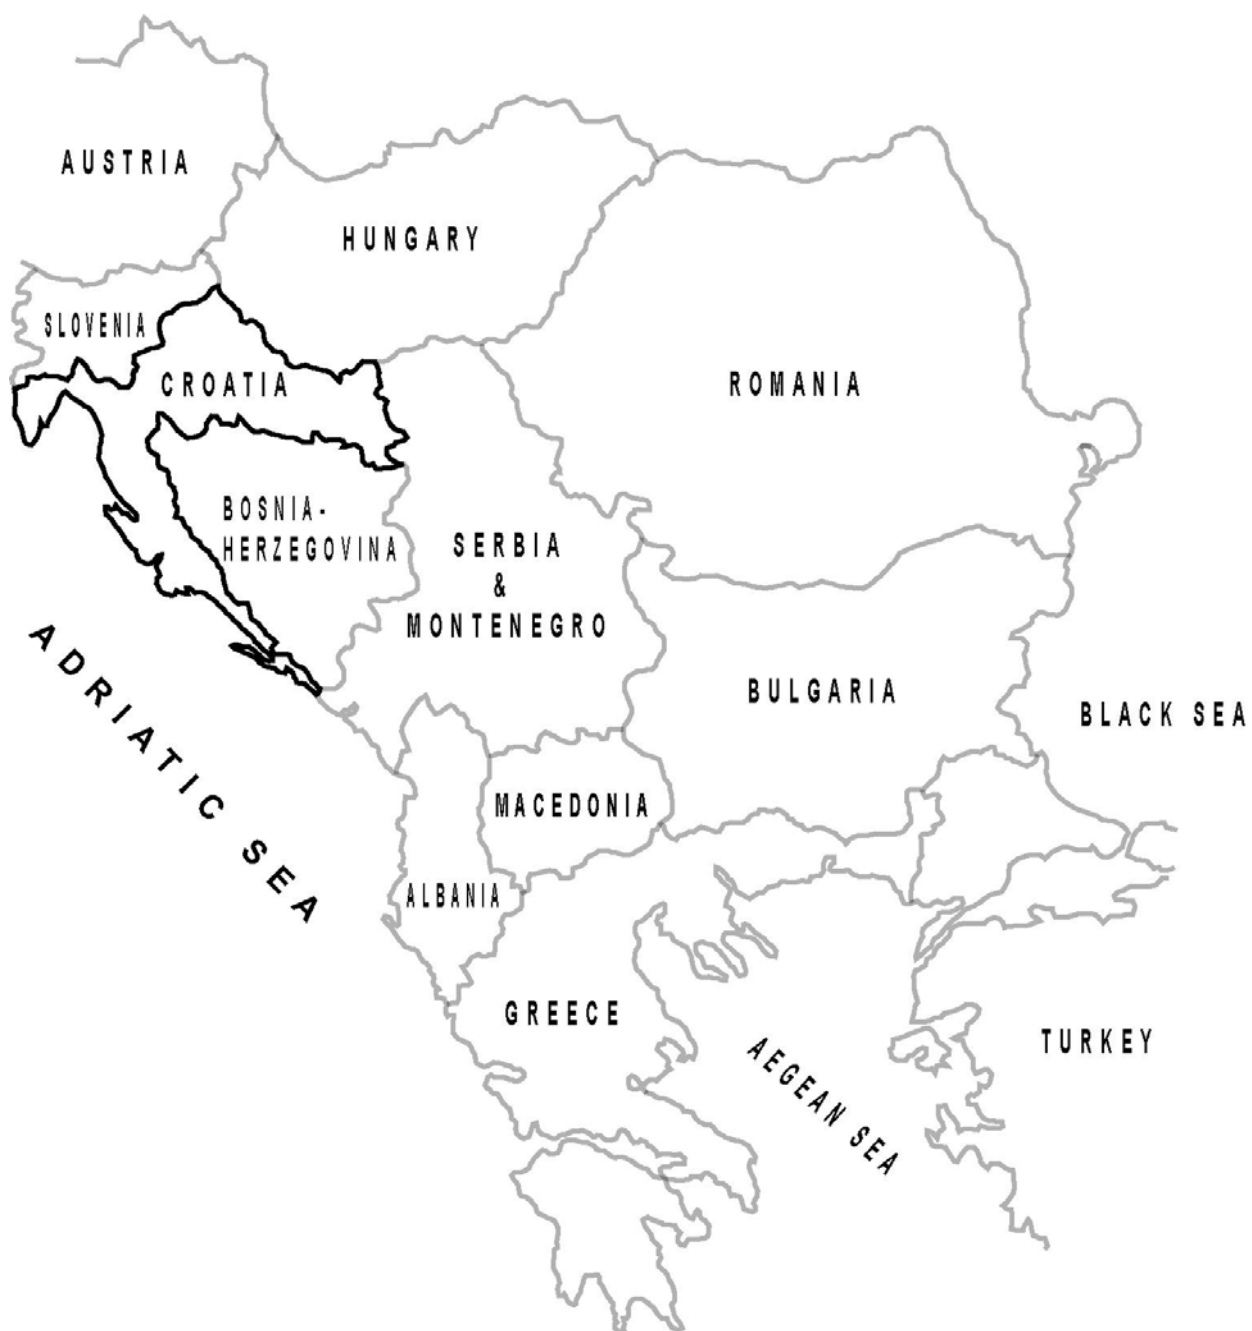 AUSTRIA
HUNGARY
SLOVENIA
CROATIA
ROMANIA
BOSNIA-
HERZEGOVINA
SERBIA
&
MONTENEGRO
ADRIATIC SEA
BULGARIA
BLACK SEA
MACEDONIA
ALBANIA
GREECE
AEGEAN SEA
TURKEY